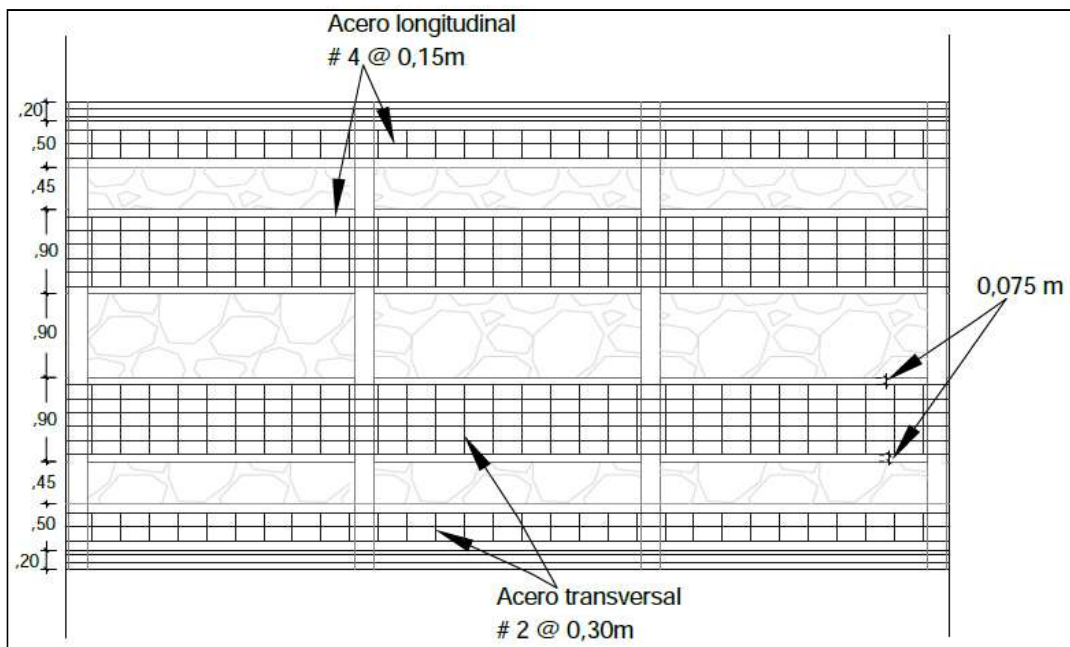 Acero longitudinal
# 4 @ 0,15m
,20
,50
,45
,90
,90
0,075 m
,90
,45
,50
,20
Acero transversal
# 2 @ 0,30m